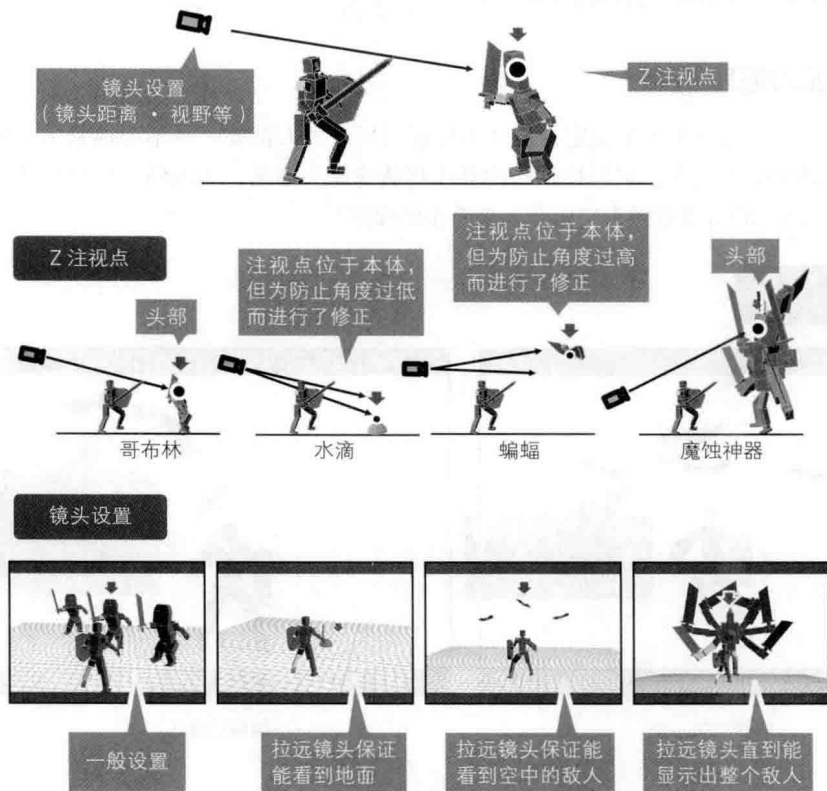 镜头设置
（镜头距离 · 视野等）
Z 注视点
Z 注视点
头部
注视点位于本体，
但为防止角度过低
而进行了修正
注视点位于本体，
但为防止角度过高
而进行了修正
头部
哥布林
水滴
蝙蝠
魔蚀神器
镜头设置
一般设置
拉远镜头保证
能看到地面
拉远镜头保证能
看到空中的敌人
拉远镜头直到能
显示出整个敌人